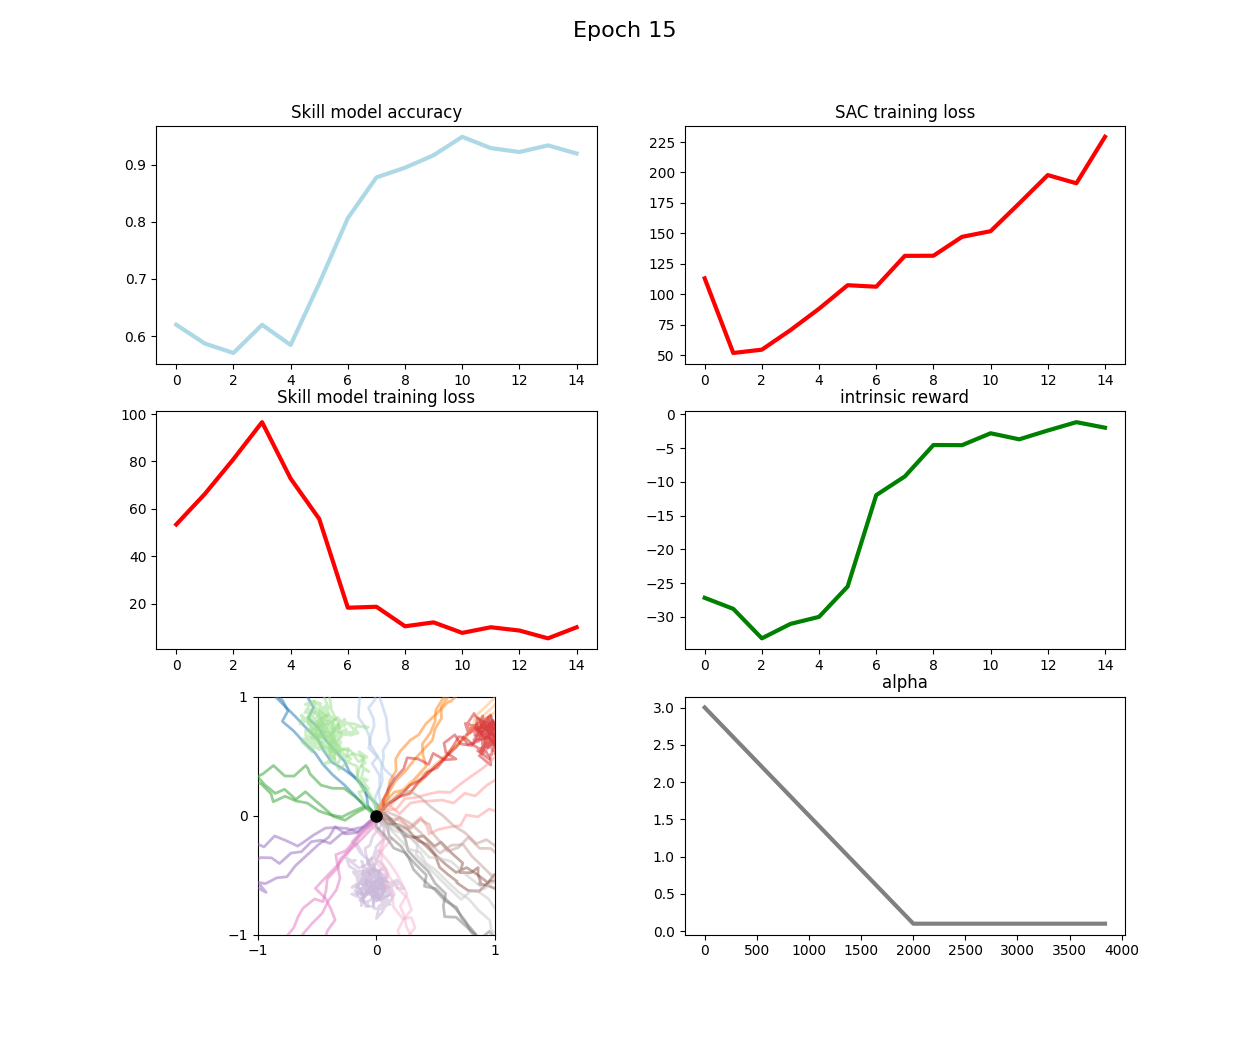 Epoch 15
Skill model accuracy
0.9
0.8
0.7
0.6
0 2 4 6 8 10 12 14
SAC training loss
225
200
175
150
125
100
75
50
0 2 4 6 8 10 12 14
Skill model training loss
100
80
60
40
20
0 2 4 6 8 10 12 14
intrinsic reward
0
−5
−10
−15
−20
−25
−30
0 2 4 6 8 10 12 14
1
0
−1
−1 0 1
alpha
3.0
2.5
2.0
1.5
1.0
0.5
0.0
0 500 1000 1500 2000 2500 3000 3500 4000